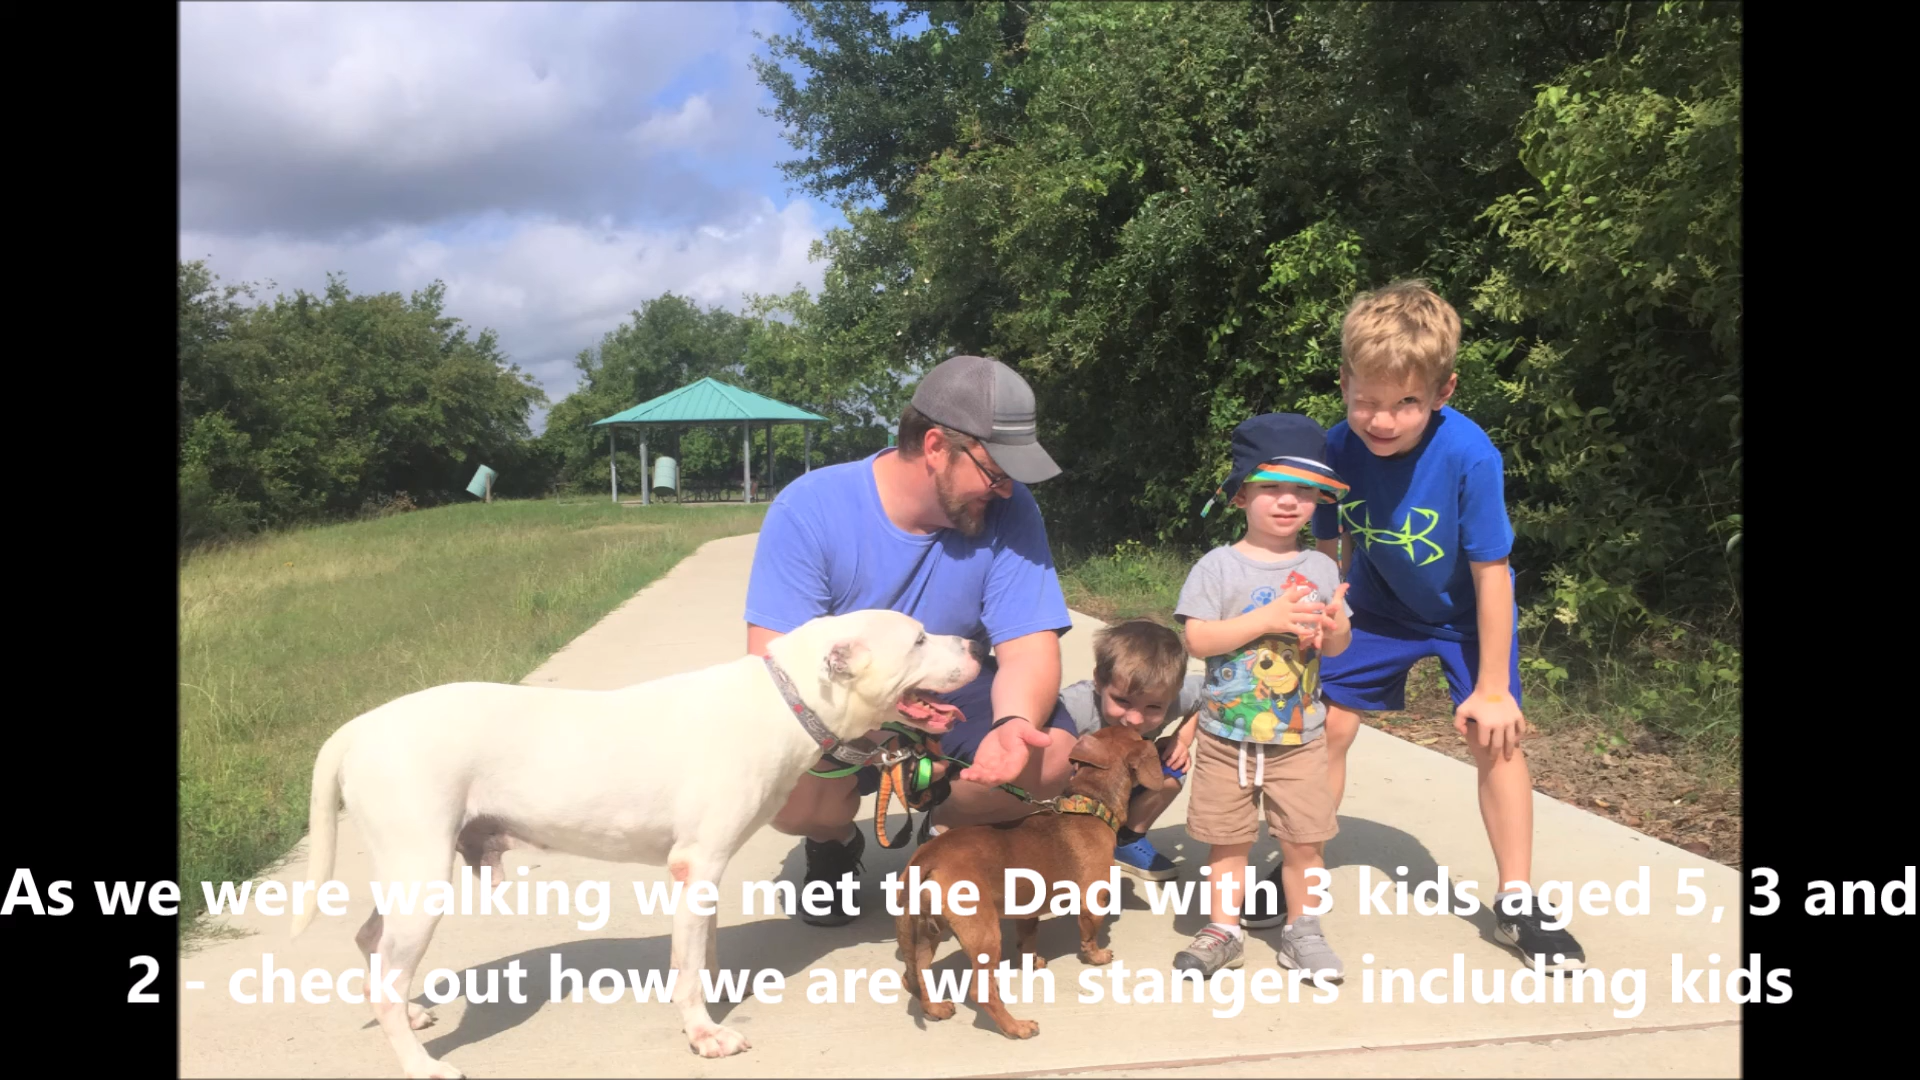 As we were walking we met the Dad with 3 kids aged 5, 3 and
2 - check out how we are with stangers including kids